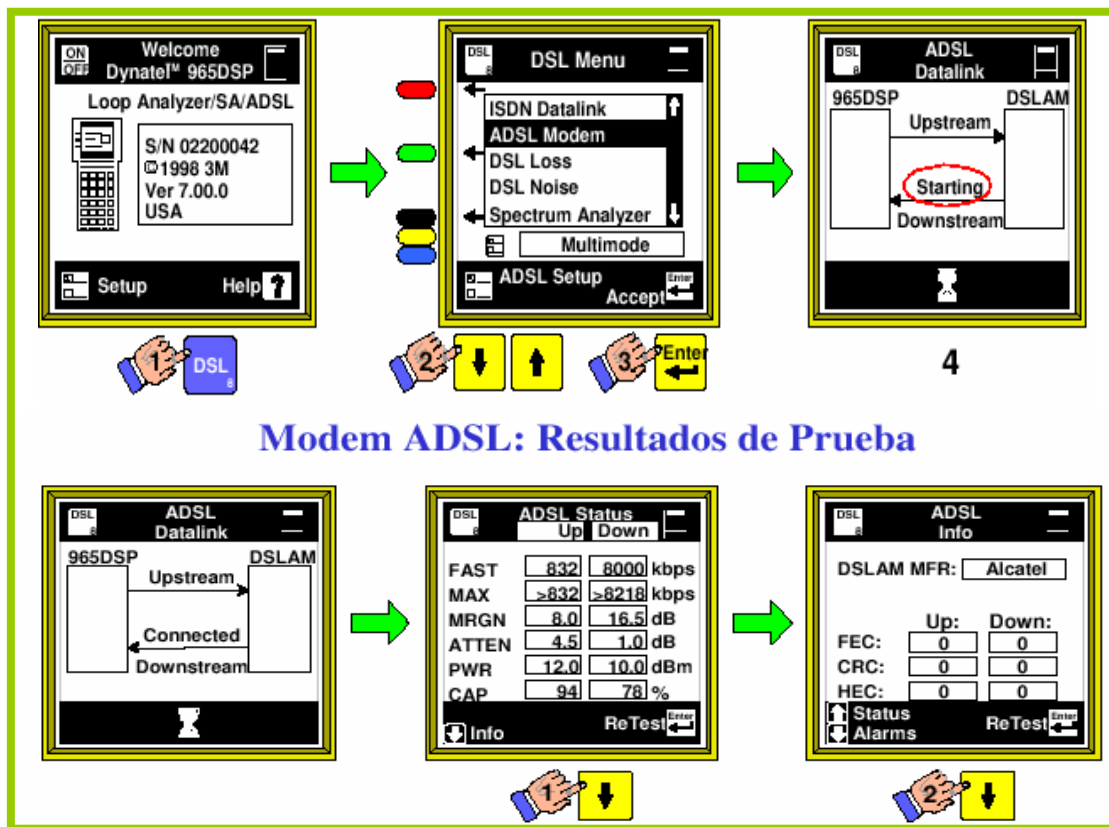 ON
OFF
Welcome
Dynatel™ 965DSP
Loop Analyzer/SA/ADSL
S/N 02200042
©1998 3M
Ver 7.00.0
USA
Setup
Help ?
1
DSL
8
DSL
8
DSL Menu
ISDN Datalink
ADSL Modem
DSL Loss
DSL Noise
Spectrum Analyzer
Multimode
ADSL Setup
Accept
Enter
2
3
Enter
DSL
8
ADSL
Datalink
965DSP
DSLAM
Upstream
Starting
Downstream
4
Modem ADSL: Resultados de Prueba
DSL
8
ADSL
Datalink
965DSP
DSLAM
Upstream
Connected
Downstream
DSL
8
ADSL Status
Up Down
FAST 832 8000 kbps
MAX >832 >8218 kbps
MRGN 8.0 16.5 dB
ATTEN 4.5 1.0 dB
PWR 12.0 10.0 dBm
CAP 94 78 %
Info
ReTest
Enter
1
DSL
8
ADSL
Info
DSLAM MFR: Alcatel
Up: Down:
FEC: 0 0
CRC: 0 0
HEC: 0 0
Status
Alarms
ReTest
Enter
2